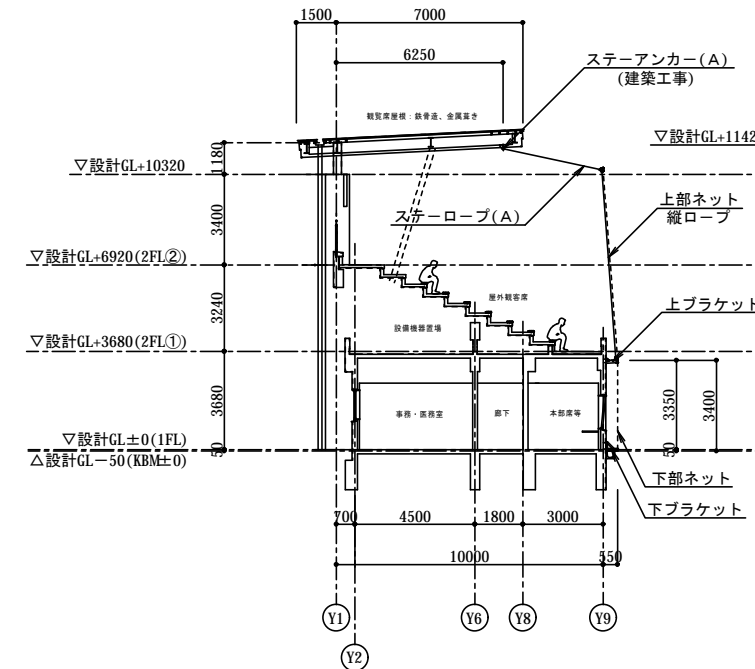 1500
7000
6250
ステーアンカー(A)
(建築工事)
観覧席屋根：鉄骨造、金属葺き
▽設計GL+1142
1180
▽設計GL+10320
上部ネット
縦ロープ
ステーロープ(A)
3400
▽設計GL+6920(2FL②)
屋外観客席
3240
設備機器置場
上ブラケット
▽設計GL+3680(2FL①)
3680
事務・医務室
廊下
本部席等
3350
3400
▽設計GL±0(1FL)
50
50
△設計GL－50(KBM±0)
下部ネット
下ブラケット
700
4500
1800
3000
10000
550
Y1
Y6
Y8
Y9
Y2